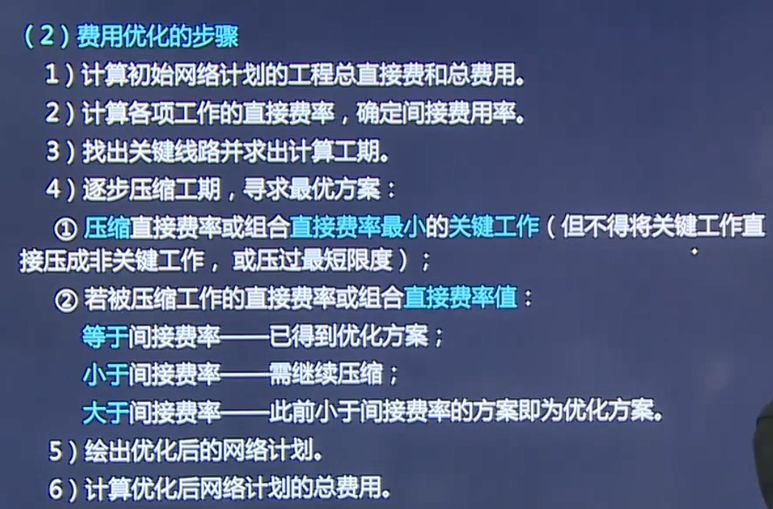 （2）费用优化的步骤
1）计算初始网络计划的工程总直接费和总费用。
2）计算各项工作的直接费率，确定间接费用率。
3）找出关键线路并求出计算工期。
4）逐步压缩工期，寻求最优方案：
① 压缩直接费率或组合直接费率最小的关键工作（但不得将关键工作直
接压成非关键工作， 或压过最短限度）；
② 若被压缩工作的直接费率或组合直接费率值：
等于间接费率——已得到优化方案；
小于间接费率——需继续压缩；
大于间接费率——此前小于间接费率的方案即为优化方案。
5）绘出优化后的网络计划。
6）计算优化后网络计划的总费用。